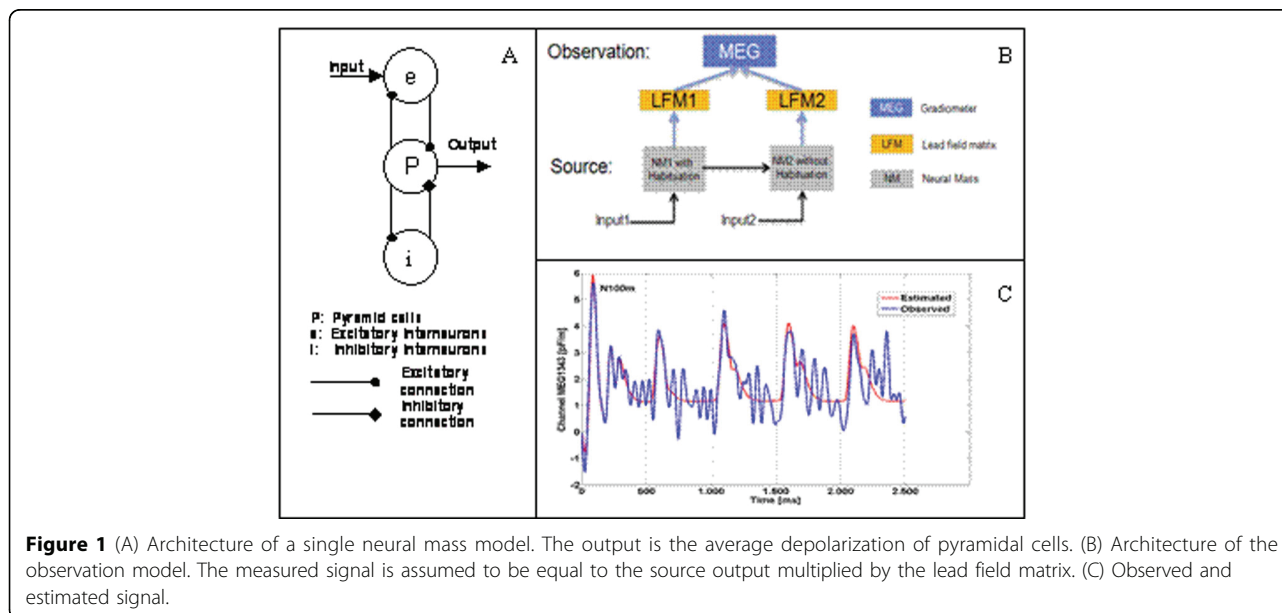 A
Input
e
Output
P
i
P: Pyramid cells
e: Excitatory Interneurons
i: Inhibitory Interneurons
Excitatory
connection
Inhibitory
connection
B
Observation:
MEG
LFM1
LFM2
Source:
NM1 with
Habituation
NM2 without
Habituation
Input1
Input2
MEG
Gradiometer
LFM
Lead field matrix
NM
Neural Mass
C
N100m
Estimated
Observed
Channel MEG1343 [pF/m]
6
5
4
3
2
1
0
-1
-2
0
500
1.000
1.500
2.000
2.500
Time [ms]
Figure 1 (A) Architecture of a single neural mass model. The output is the average depolarization of pyramidal cells. (B) Architecture of the
observation model. The measured signal is assumed to be equal to the source output multiplied by the lead field matrix. (C) Observed and
estimated signal.